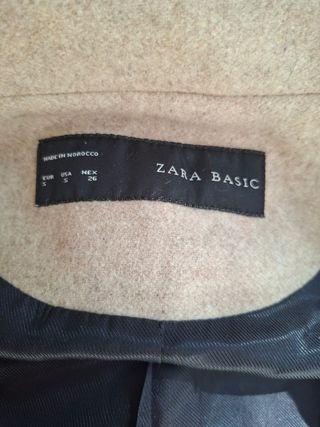 MADE IN MOROCCO
EUR USA MEX
S S 26
ZARA BASIC